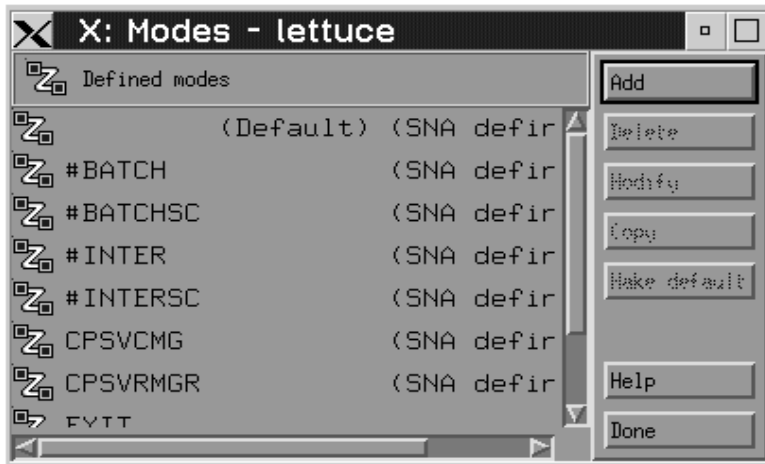 X: Modes - lettuce
Defined modes
(Default) (SNA defir
#BATCH (SNA defir
#BATCHSC (SNA defir
#INTER (SNA defir
#INTERSC (SNA defir
CPSVCMG (SNA defir
CPSVRMGR (SNA defir
Add
Delete
Modify
Copy
Make default
Help
Done